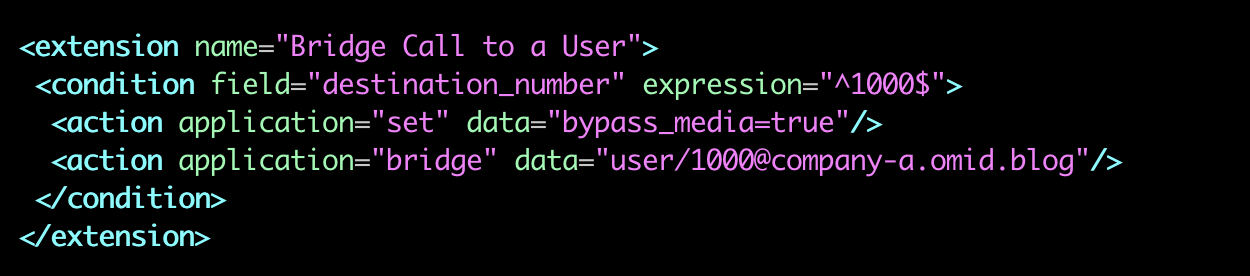 <extension name="Bridge Call to a User">
<condition field="destination_number" expression="^1000$">
<action application="set" data="bypass_media=true"/>
<action application="bridge" data="user/1000@company-a.omid.blog"/>
</condition>
</extension>